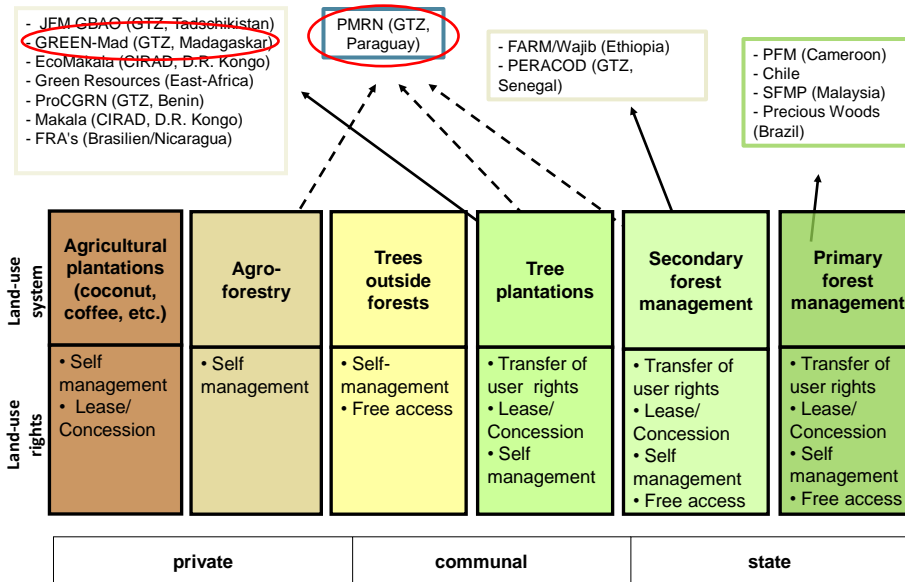 - JFM GBAO (GTZ, Tadschikistan)
- GREEN-Mad (GTZ, Madagaskar)
- EcoMakala (CIRAD, D.R. Kongo)
- Green Resources (East-Africa)
- ProCGRN (GTZ, Benin)
- Makala (CIRAD, D.R. Kongo)
- FRA's (Brasilien/Nicaragua)
PMRN (GTZ,
Paraguay)
- FARM/Wajib (Ethiopia)
- PERACOD (GTZ,
Senegal)
- PFM (Cameroon)
- Chile
- SFMP (Malaysia)
- Precious Woods
(Brazil)
Land-use
system
Agricultural
plantations
(coconut,
coffee, etc.)
Agro-
forestry
Trees
outside
forests
Tree
plantations
Secondary
forest
management
Primary
forest
management
Land-use
rights
• Self
management
• Lease/
Concession
• Self
management
• Self-
management
• Free access
• Transfer of
user rights
• Lease/
Concession
• Self
management
• Transfer of
user rights
• Lease/
Concession
• Self
management
• Free access
• Transfer of
user rights
• Lease/
Concession
• Self
management
• Free access
private
communal
state